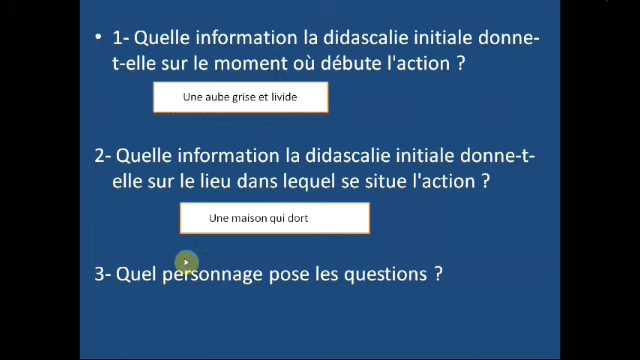 • 1- Quelle information la didascalie initiale donne-
t-elle sur le moment où débute l'action ?
Une aube grise et livide
2- Quelle information la didascalie initiale donne-t-
elle sur le lieu dans lequel se situe l'action ?
Une maison qui dort
3- Quel personnage pose les questions ?